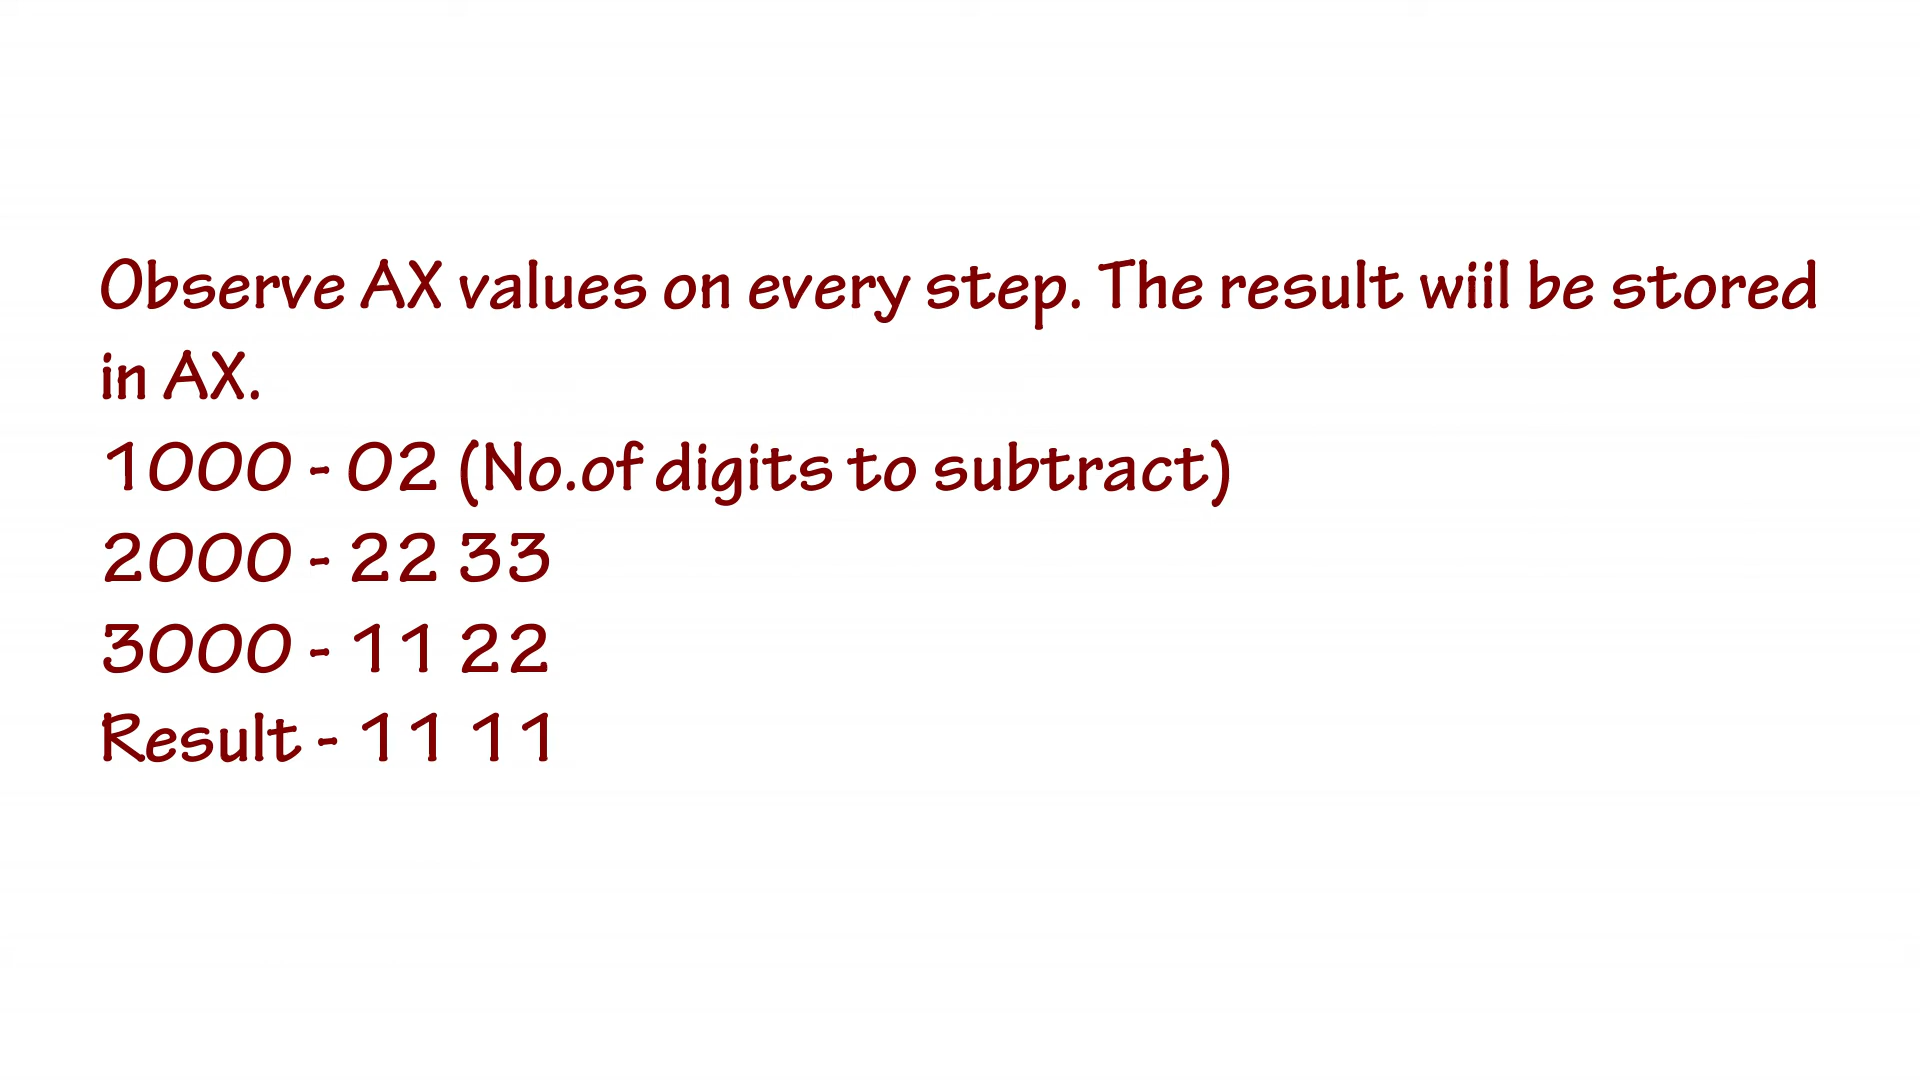 Observe AX values on every step. The result wiil be stored
in AX.
1000 - 02 (No.of digits to subtract)
2000 - 22 33
3000 - 11 22
Result - 11 11